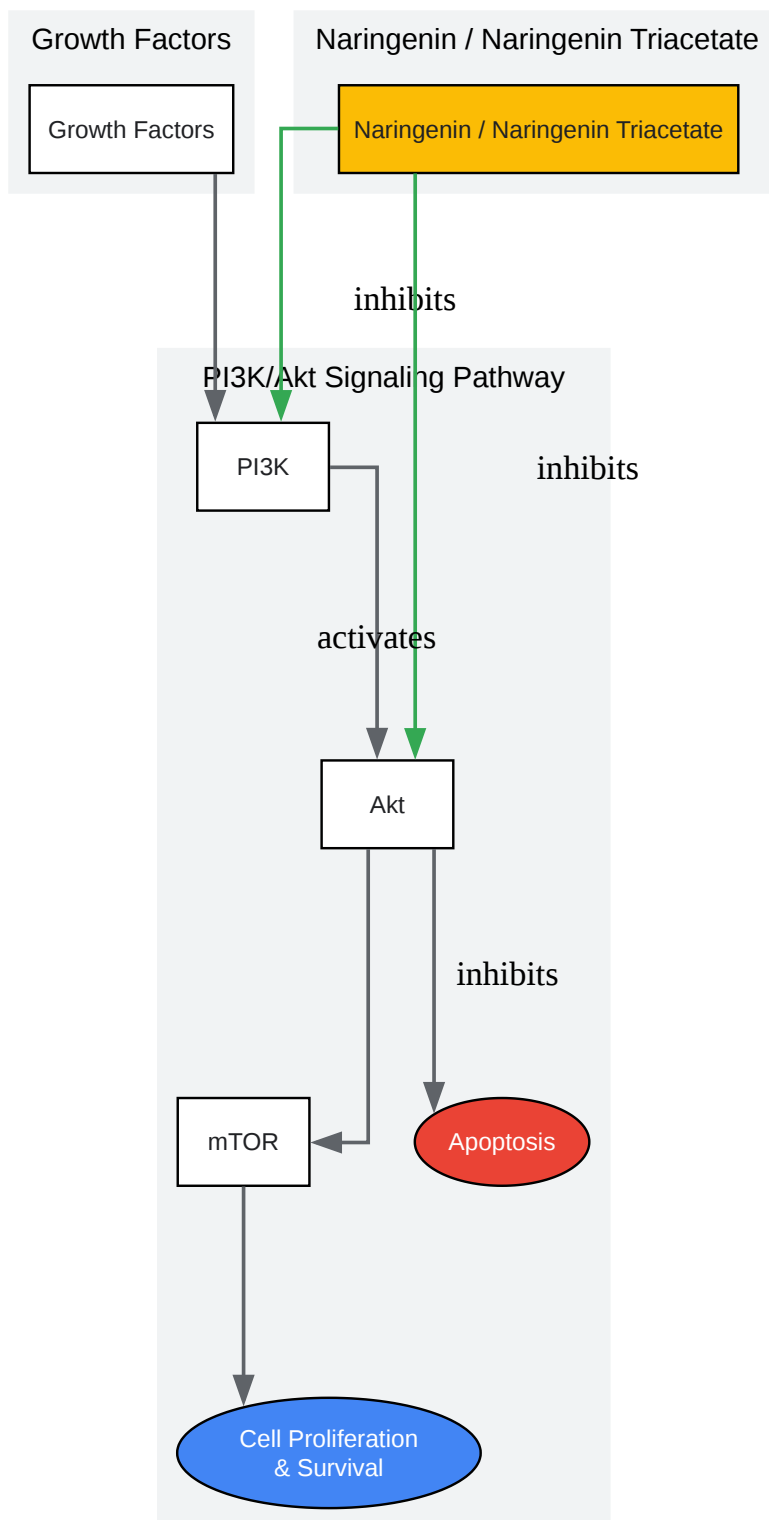 Growth Factors
Naringenin / Naringenin Triacetate
Growth Factors
Naringenin / Naringenin Triacetate
inhibits
PI3K/Akt Signaling Pathway
PI3K
inhibits
activates
Akt
inhibits
mTOR
Apoptosis
Cell Proliferation
& Survival